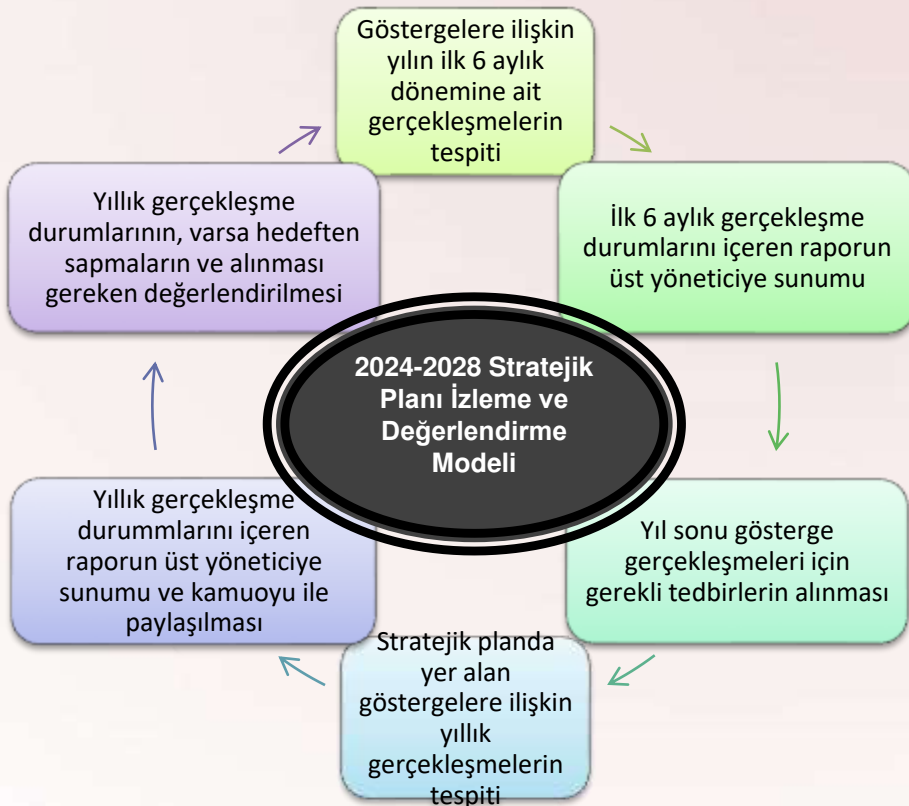 Göstergelere ilişkin
yılın ilk 6 aylık
dönemine ait
gerçekleşmelerin
tespiti
İlk 6 aylık gerçekleşme
durumlarını içeren raporun
üst yöneticiye sunumu
Yıl sonu gösterge
gerçekleşmeleri için
gerekli tedbirlerin alınması
Stratejik planda
yer alan
göstergelere ilişkin
yıllık
gerçekleşmelerin
tespiti
Yıllık gerçekleşme
durummlarını içeren
raporun üst yöneticiye
sunumu ve kamuoyu ile
paylaşılması
Yıllık gerçekleşme
durumlarının, varsa hedeften
sapmaların ve alınması
gereken değerlendirilmesi
2024-2028 Stratejik
Planı İzleme ve
Değerlendirme
Modeli